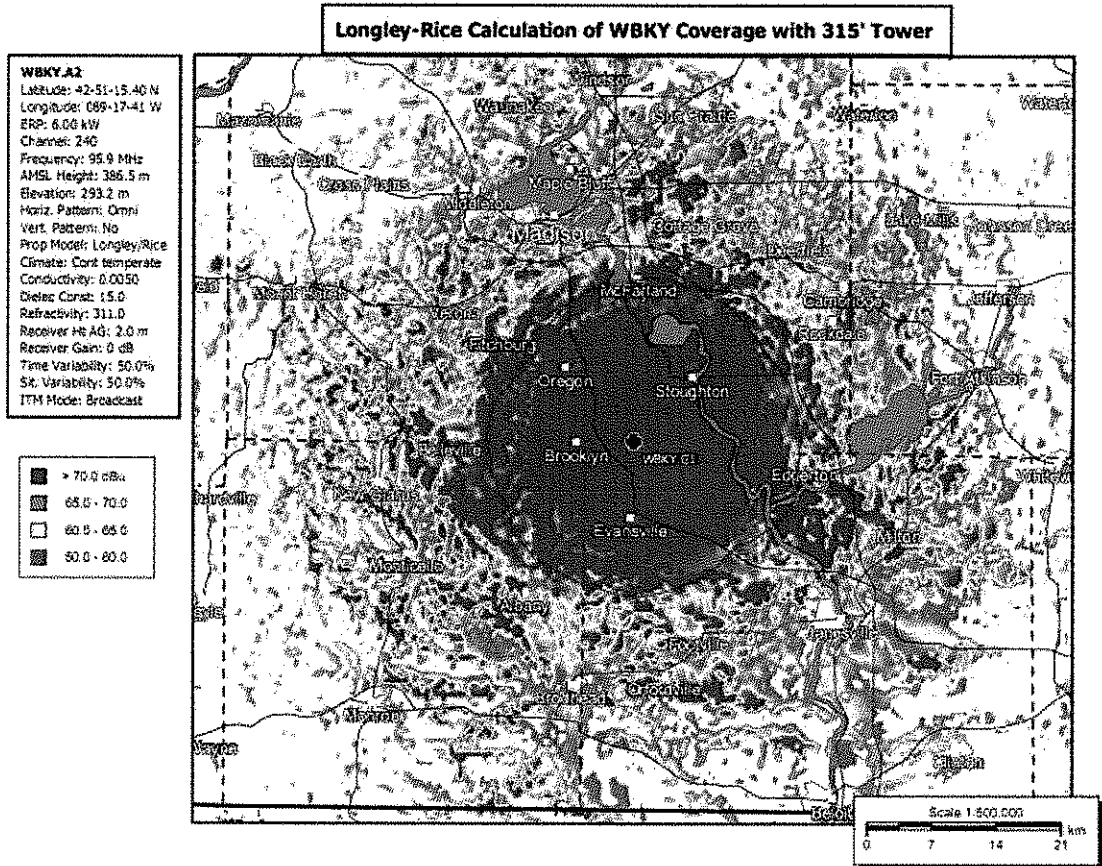 Longley-Rice Calculation of WBKY Coverage with 315' Tower
WBKY.A2
Latitude: 42-51-15.40 N
Longitude: 089-17-41 W
ERP: 6.00 kW
Channel: 240
Frequency: 95.9 MHz
AMSL Height: 386.5 m
Elevation: 293.2 m
Horiz. Pattern: Omni
Vert. Pattern: No
Prop Model: Longley/Rice
Climate: Cont temperate
Conductivity: 0.0050
Dielec Const: 15.0
Refractivity: 311.0
Receiver Ht AG: 2.0 m
Receiver Gain: 0 dB
Time Variability: 50.0%
Sit. Variability: 50.0%
ITM Mode: Broadcast
> 70.0 dBu
65.0 - 70.0
60.0 - 65.0
50.0 - 60.0
Windsor
Waunakee
Sun Prairie
Waterloo
Mazomanie
Black Earth
Cross Plains
Maple Bluff
Middleton
Madison
Cottage Grove
Deerfield
Lake Mills
Johnson Creek
Mount Horeb
McFarland
Cambridge
Jefferson
Verona
Rockdale
Fitchburg
Oregon
Stoughton
Fort Atkinson
Belleville
Brooklyn
WBKY.C1
Edgerton
New Glarus
Evansville
Milton
Monticello
Albany
Janesville
Footville
Brodhead
Orfordville
Monroe
Clinton
Beloit
Scale 1:500,000
0 7 14 21 km